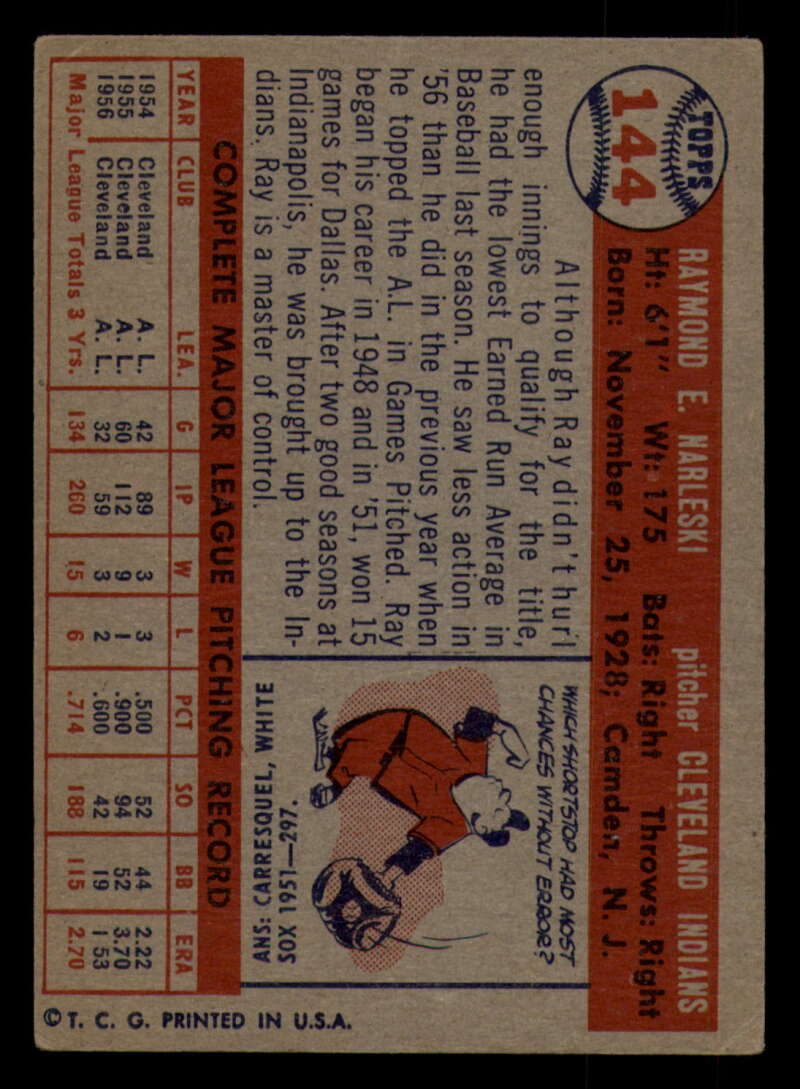 TOPPS
144
RAYMOND E. NARLESKI pitcher CLEVELAND INDIANS
Ht: 6'1" Wt: 175 Bats: Right Throws: Right
Born: November 25, 1928; Camden, N. J.
Although Ray didn't hurl
enough innings to qualify for the title,
he had the lowest Earned Run Average in
Baseball last season. He saw less action in
'56 than he did in the previous year when
he topped the A.L. in Games Pitched. Ray
began his career in 1948 and in '51, won 15
games for Dallas. After two good seasons at
Indianapolis, he was brought up to the In-
dians. Ray is a master of control.
WHICH SHORTSTOP HAD MOST
CHANCES WITHOUT ERROR?
ANS: CARRESQUEL, WHITE
SOX 1951—297.
COMPLETE MAJOR LEAGUE PITCHING RECORD
YEAR CLUB LEA. G IP W L PCT SO BB ERA
1954 Cleveland A. L. 42 89 3 3 .500 52 44 2.22
1955 Cleveland A. L. 60 112 9 1 .900 94 52 3.70
1956 Cleveland A. L. 32 59 3 2 .600 42 19 1.53
Major League Totals 3 Yrs. 134 260 15 6 .714 188 115 2.70
© T. C. G. PRINTED IN U.S.A.